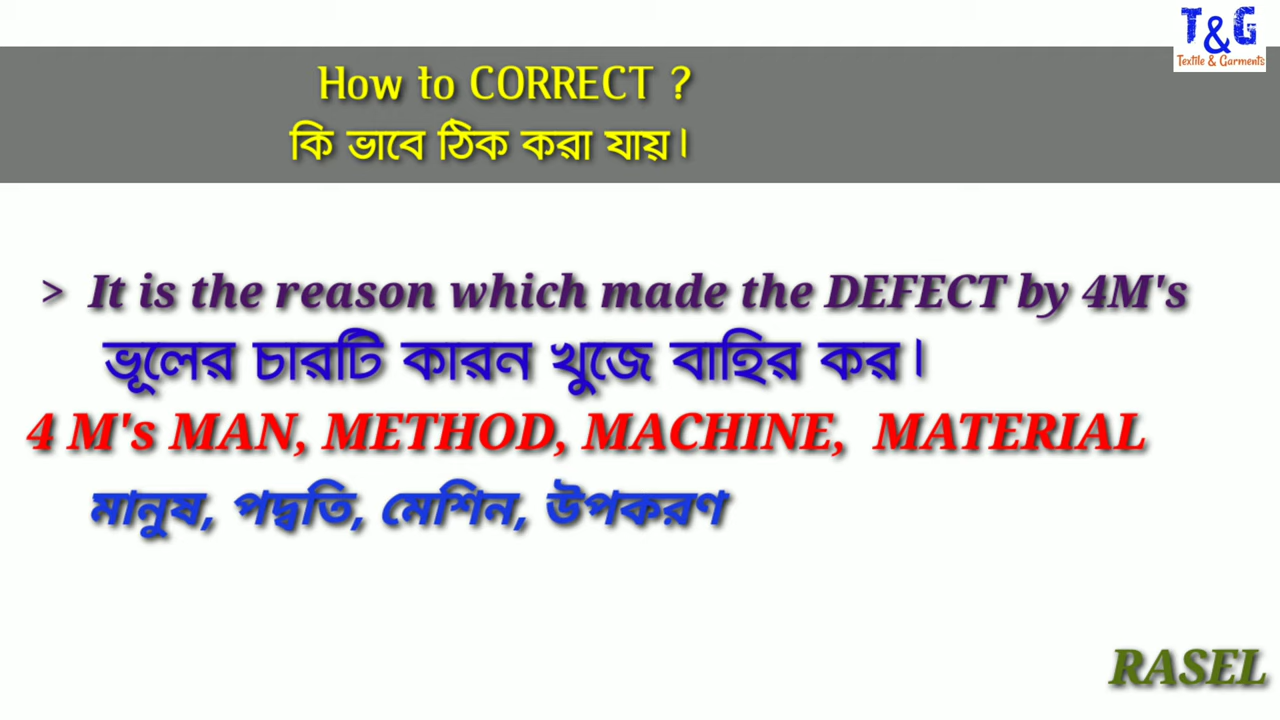 T&G
Textile & Garments
How to CORRECT ?
কি ভাবে ঠিক করা যায়।
> It is the reason which made the DEFECT by 4M's
ভূলের চারটি কারন খুজে বাহির কর।
4 M's MAN, METHOD, MACHINE, MATERIAL
মানুষ, পদ্বতি, মেশিন, উপকরণ
RASEL